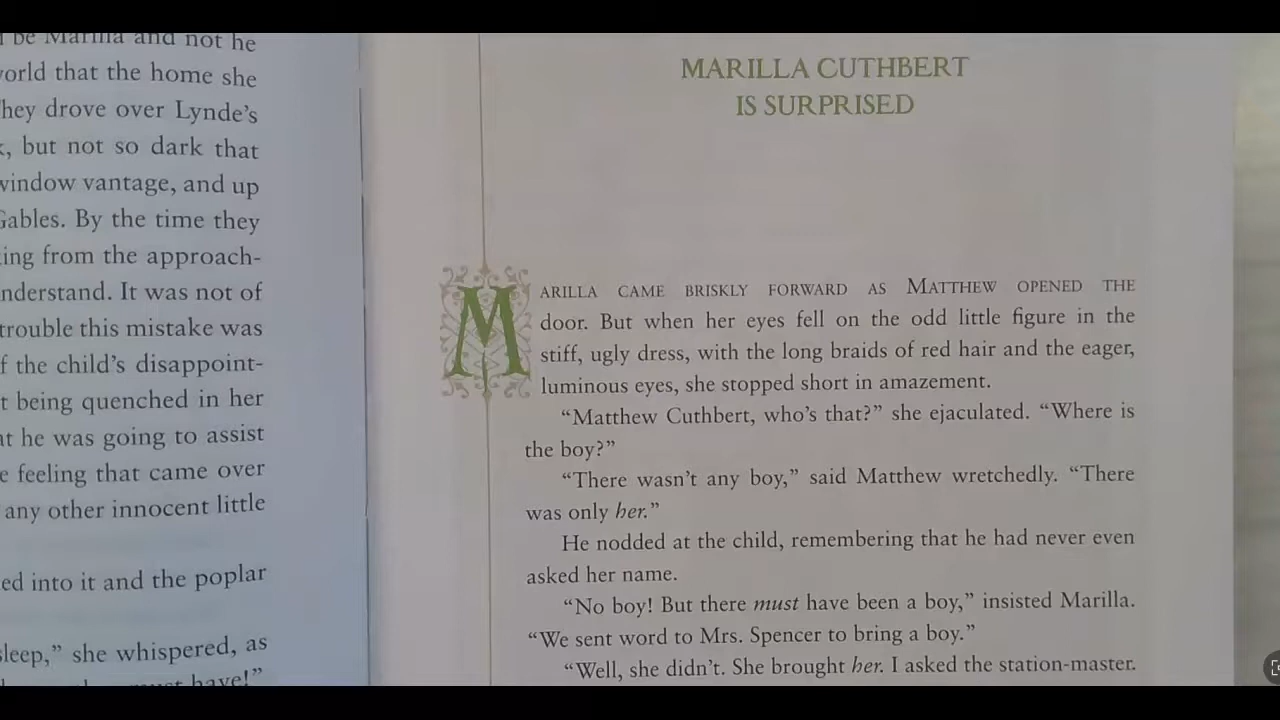 be Marilla and not he
world that the home she
They drove over Lynde's
but not so dark that
window vantage, and up
Gables. By the time they
ing from the approach-
nderstand. It was not of
trouble this mistake was
f the child's disappoint-
t being quenched in her
at he was going to assist
e feeling that came over
any other innocent little
ed into it and the poplar
sleep," she whispered, as
must have!"
MARILLA CUTHBERT
IS SURPRISED
MARILLA CAME BRISKLY FORWARD AS MATTHEW OPENED THE
door. But when her eyes fell on the odd little figure in the
stiff, ugly dress, with the long braids of red hair and the eager,
luminous eyes, she stopped short in amazement.
"Matthew Cuthbert, who's that?" she ejaculated. "Where is
the boy?"
"There wasn't any boy," said Matthew wretchedly. "There
was only her."
He nodded at the child, remembering that he had never even
asked her name.
"No boy! But there must have been a boy," insisted Marilla.
"We sent word to Mrs. Spencer to bring a boy."
"Well, she didn't. She brought her. I asked the station-master.